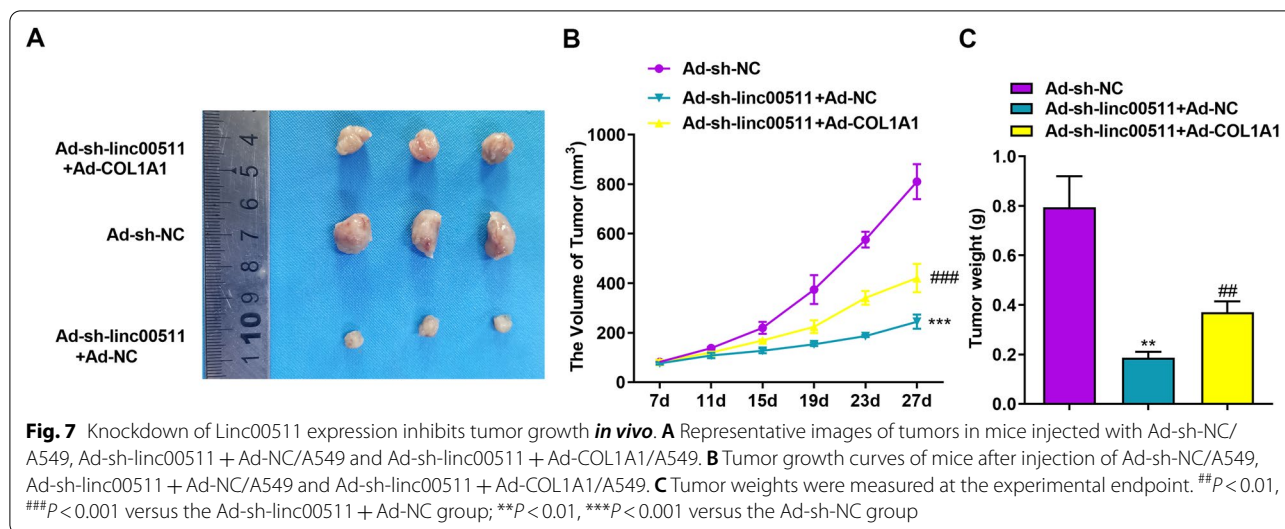 A
Ad-sh-linc00511
+Ad-COL1A1
Ad-sh-NC
Ad-sh-linc00511
+Ad-NC
4
5
6
7
8
9
10
1
B
Ad-sh-NC
Ad-sh-linc00511+Ad-NC
Ad-sh-linc00511+Ad-COL1A1
The Volume of Tumor (mm³)
1000
800
600
400
200
0
7d 11d 15d 19d 23d 27d
###
***
C
Ad-sh-NC
Ad-sh-linc00511+Ad-NC
Ad-sh-linc00511+Ad-COL1A1
Tumor weight (g)
1.0
0.8
0.6
0.4
0.2
0.0
**
##
Fig. 7 Knockdown of Linc00511 expression inhibits tumor growth in vivo. A Representative images of tumors in mice injected with Ad-sh-NC/
A549, Ad-sh-linc00511 + Ad-NC/A549 and Ad-sh-linc00511 + Ad-COL1A1/A549. B Tumor growth curves of mice after injection of Ad-sh-NC/A549,
Ad-sh-linc00511 + Ad-NC/A549 and Ad-sh-linc00511 + Ad-COL1A1/A549. C Tumor weights were measured at the experimental endpoint. ##P < 0.01,
###P < 0.001 versus the Ad-sh-linc00511 + Ad-NC group; **P < 0.01, ***P < 0.001 versus the Ad-sh-NC group